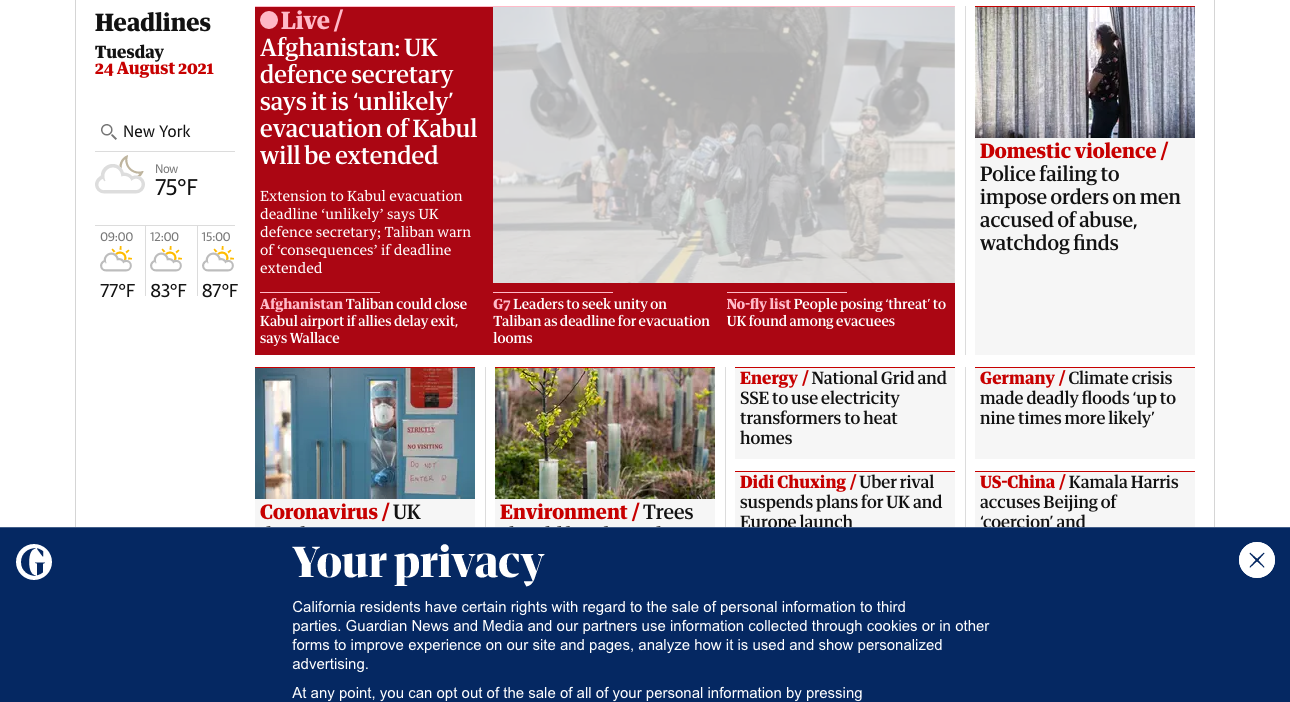 Headlines
Tuesday
24 August 2021
New York
Now
75°F
09:00
12:00
15:00
77°F
83°F
87°F
Live /
Afghanistan: UK
defence secretary
says it is ‘unlikely’
evacuation of Kabul
will be extended
Extension to Kabul evacuation
deadline ‘unlikely’ says UK
defence secretary; Taliban warn
of ‘consequences’ if deadline
extended
Afghanistan Taliban could close
Kabul airport if allies delay exit,
says Wallace
G7 Leaders to seek unity on
Taliban as deadline for evacuation
looms
No-fly list People posing ‘threat’ to
UK found among evacuees
Domestic violence /
Police failing to
impose orders on men
accused of abuse,
watchdog finds
STRICTLY
NO VISITING
DO NOT
ENTER
Coronavirus / UK
Environment / Trees
Energy / National Grid and
SSE to use electricity
transformers to heat
homes
Didi Chuxing / Uber rival
suspends plans for UK and
Europe launch
Germany / Climate crisis
made deadly floods ‘up to
nine times more likely’
US-China / Kamala Harris
accuses Beijing of
‘coercion’ and
G
Your privacy
California residents have certain rights with regard to the sale of personal information to third
parties. Guardian News and Media and our partners use information collected through cookies or in other
forms to improve experience on our site and pages, analyze how it is used and show personalized
advertising.
At any point, you can opt out of the sale of all of your personal information by pressing